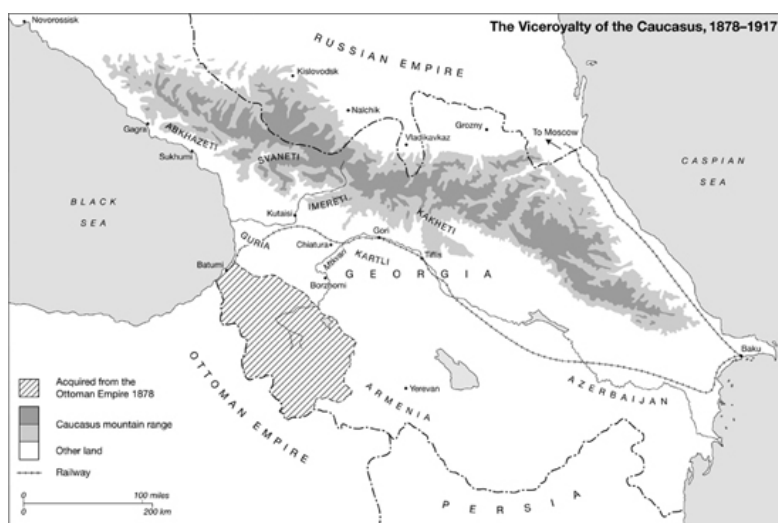 The Viceroyalty of the Caucasus, 1878–1917
Novorossisk
RUSSIAN EMPIRE
Kislovodsk
Nalchik
Grozny
To Moscow
Vladikavkaz
Gagra
ABKHAZETI
Sukhumi
SVANETI
CASPIAN
SEA
BLACK
SEA
IMERETI
KAKHETI
Kutaisi
GURIA
Chiatura
Gori
KARTLI
Tiflis
Mtkvari
Batumi
Borzhomi
GEORGIA
Baku
AZERBAIJAN
Yerevan
ARMENIA
OTTOMAN EMPIRE
PERSIA
Acquired from the
Ottoman Empire 1878
Caucasus mountain range
Other land
Railway
0 100 miles
0 200 km